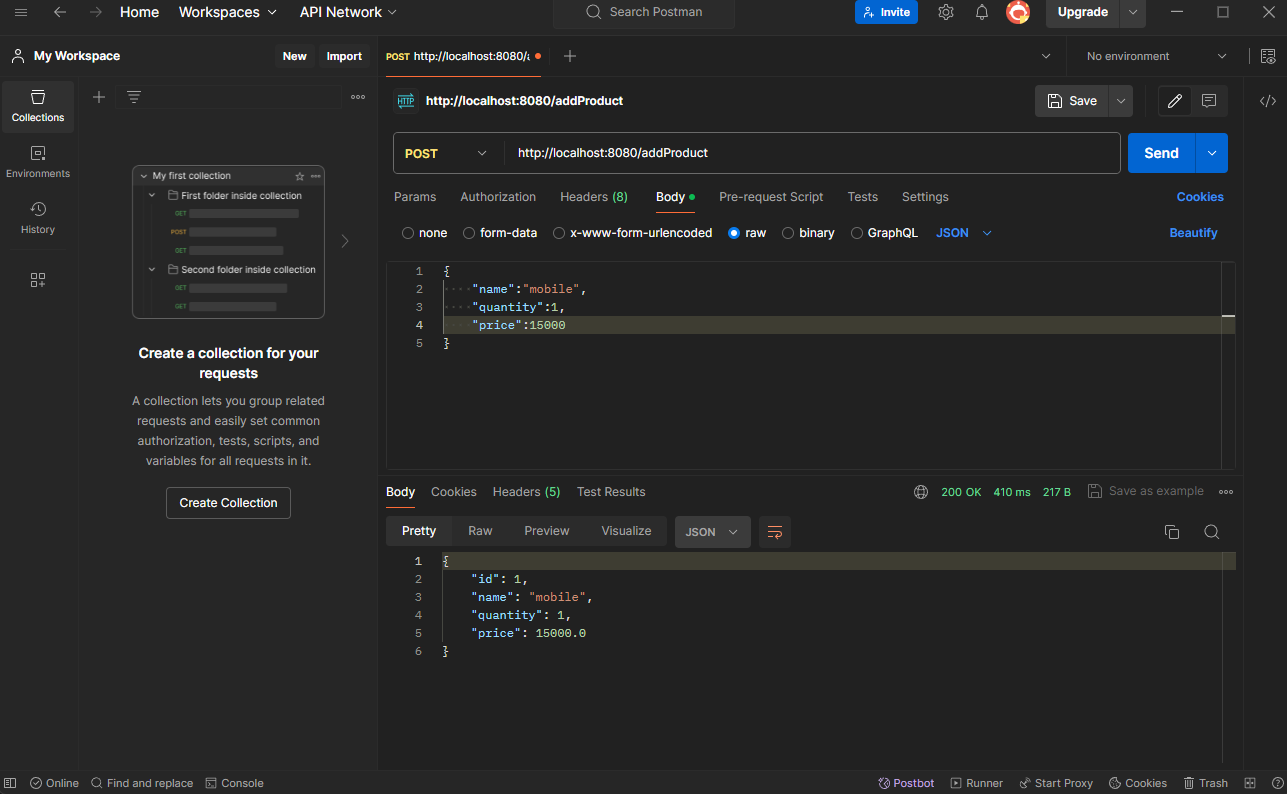 Home Workspaces API Network Search Postman Invite Upgrade
My Workspace New Import POST http://localhost:8080/a No environment
HTTP http://localhost:8080/addProduct Save
Collections
Environments
History
My first collection
First folder inside collection
GET
POST
GET
Second folder inside collection
GET
GET
Create a collection for your
requests
A collection lets you group related
requests and easily set common
authorization, tests, scripts, and
variables for all requests in it.
Create Collection
POST http://localhost:8080/addProduct Send
Params Authorization Headers (8) Body Pre-request Script Tests Settings Cookies
none form-data x-www-form-urlencoded raw binary GraphQL JSON Beautify
1 {
2 "name":"mobile",
3 "quantity":1,
4 "price":15000
5 }
Body Cookies Headers (5) Test Results 200 OK 410 ms 217 B Save as example
Pretty Raw Preview Visualize JSON
1 {
2 "id": 1,
3 "name": "mobile",
4 "quantity": 1,
5 "price": 15000.0
6 }
Online Find and replace Console Postbot Runner Start Proxy Cookies Trash